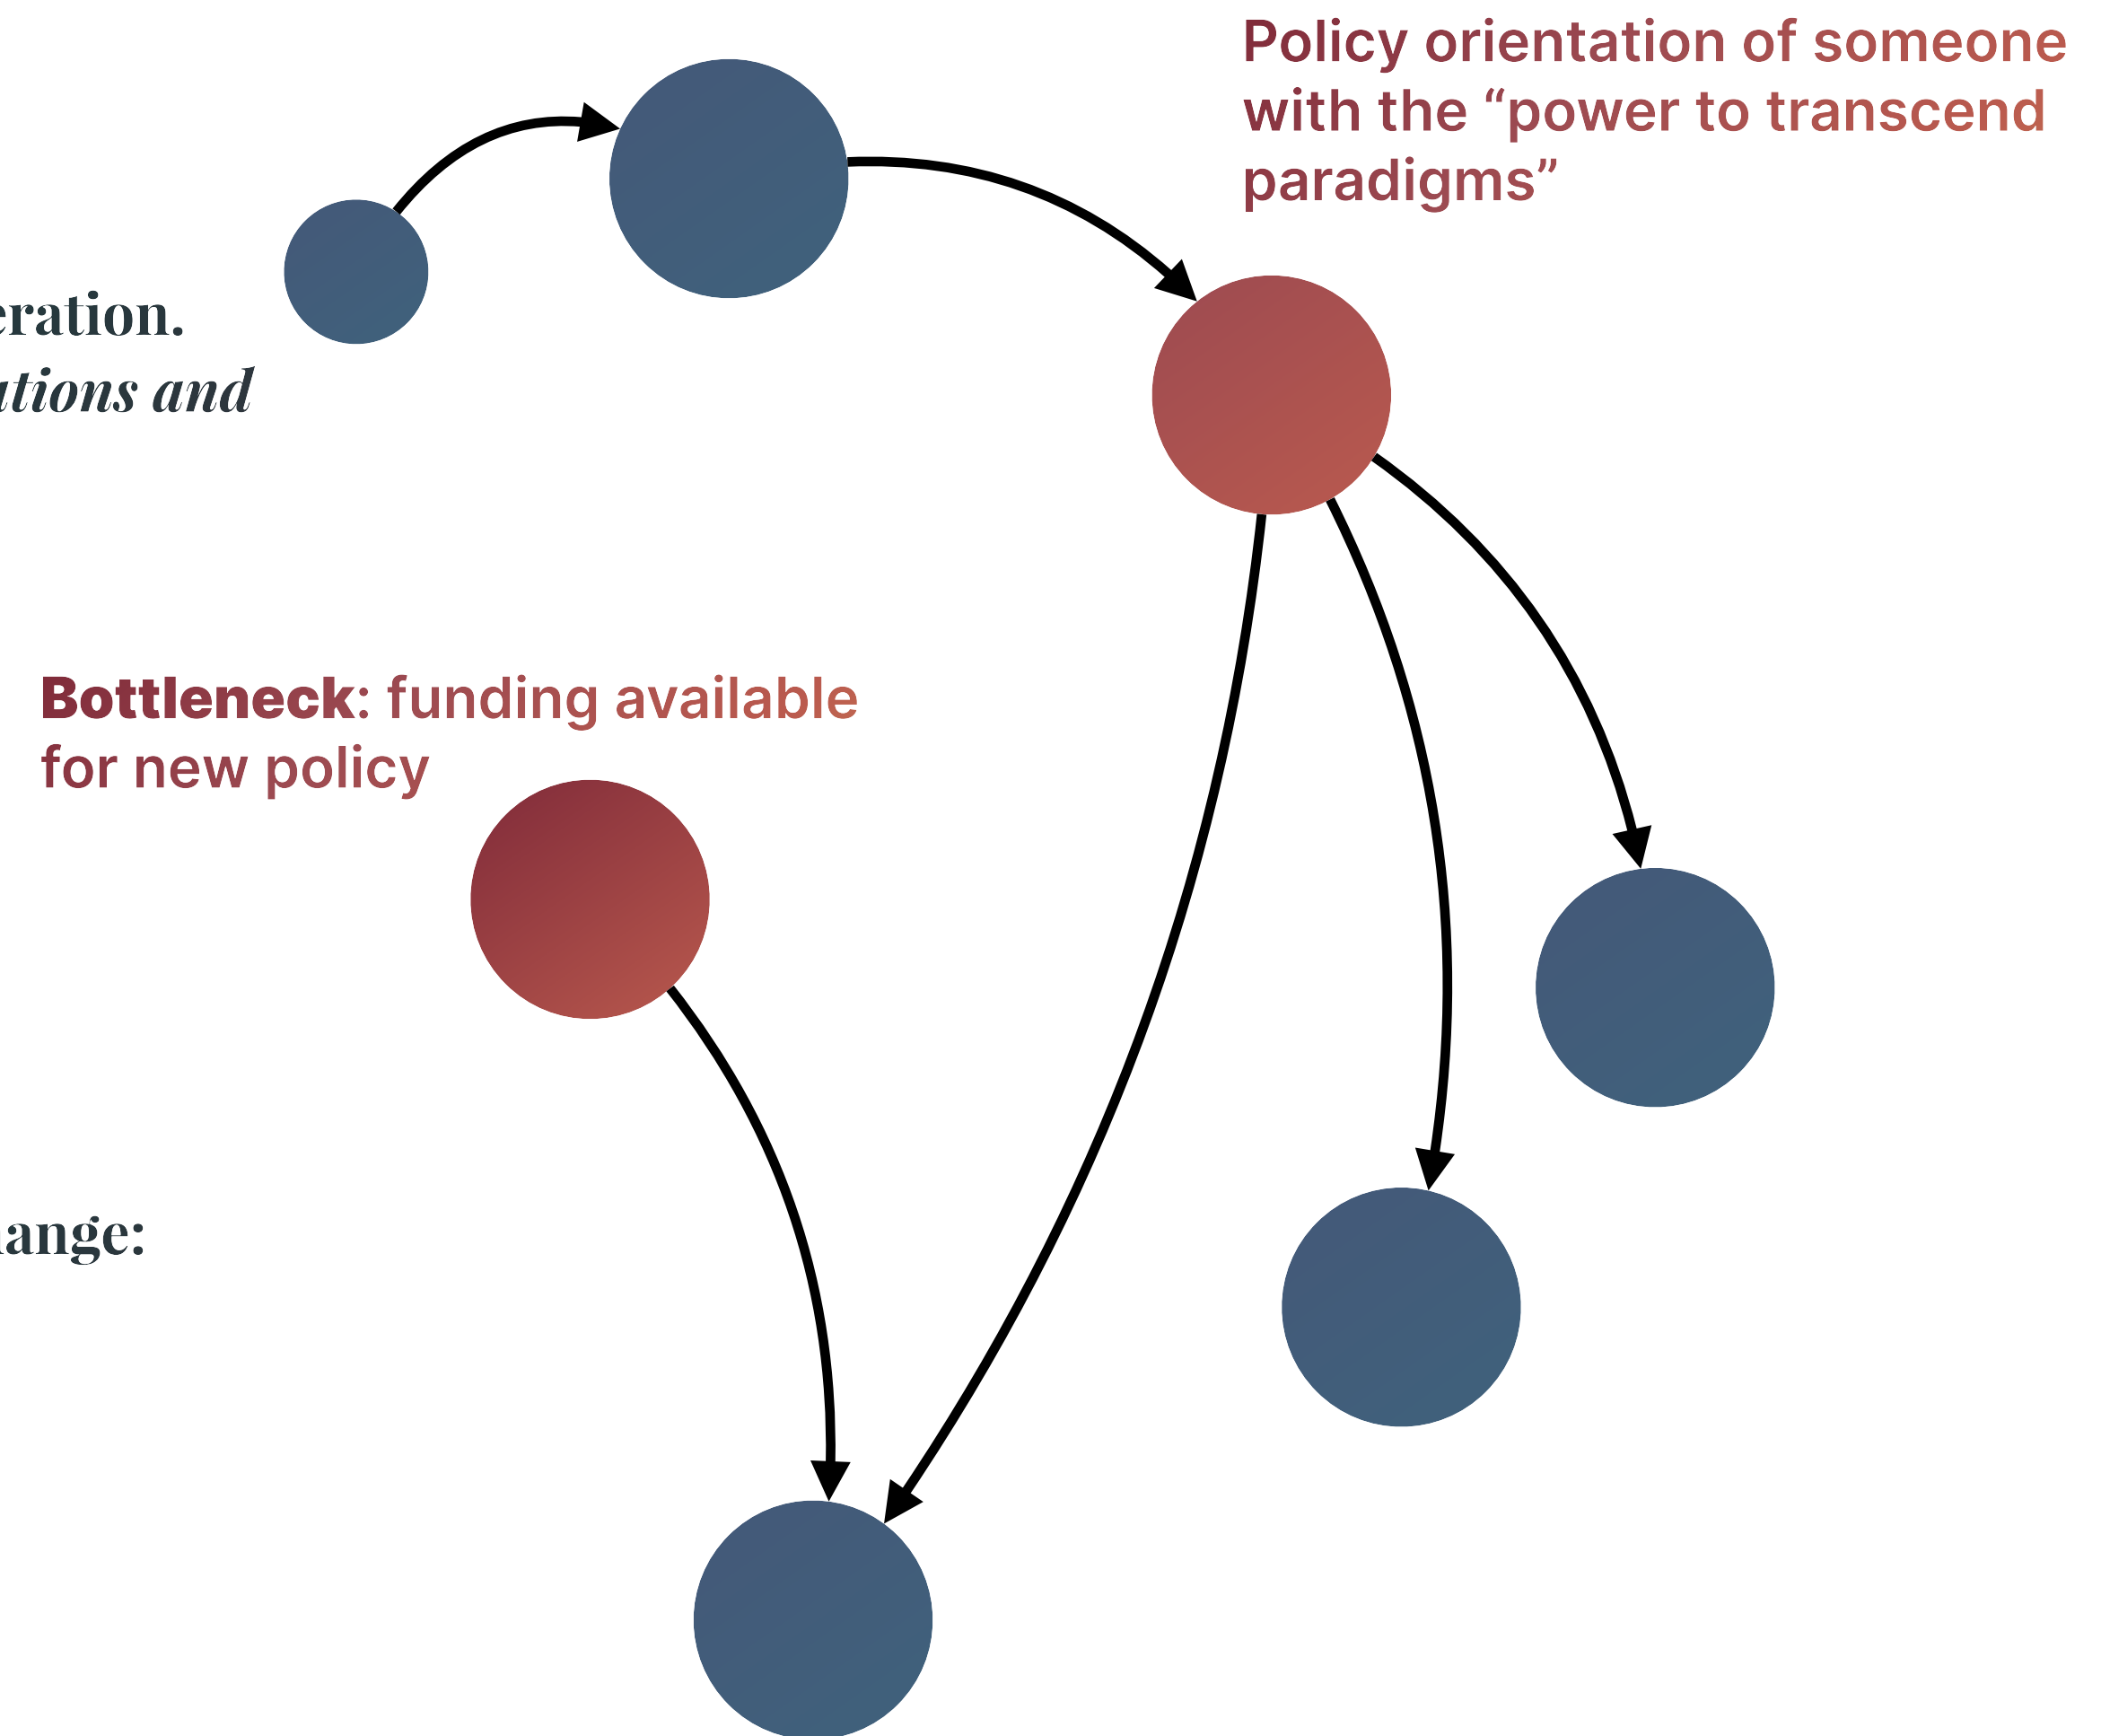 Policy orientation of someone
with the “power to transcend
paradigms”
eration.
ations and
Bottleneck: funding available
for new policy
ange: